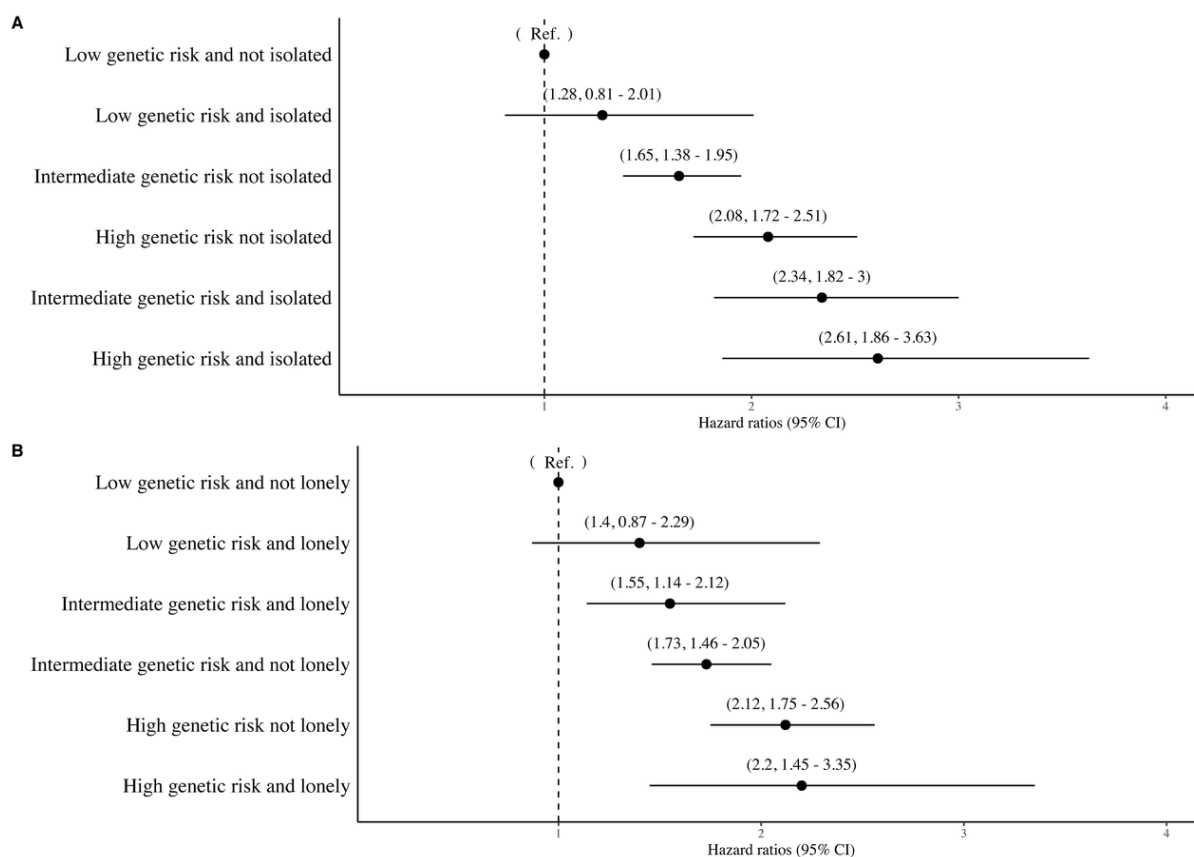 A
( Ref. )
Low genetic risk and not isolated
(1.28, 0.81 - 2.01)
Low genetic risk and isolated
(1.65, 1.38 - 1.95)
Intermediate genetic risk not isolated
(2.08, 1.72 - 2.51)
High genetic risk not isolated
(2.34, 1.82 - 3)
Intermediate genetic risk and isolated
(2.61, 1.86 - 3.63)
High genetic risk and isolated
1 2 3 4
Hazard ratios (95% CI)
B
( Ref. )
Low genetic risk and not lonely
(1.4, 0.87 - 2.29)
Low genetic risk and lonely
(1.55, 1.14 - 2.12)
Intermediate genetic risk and lonely
(1.73, 1.46 - 2.05)
Intermediate genetic risk and not lonely
(2.12, 1.75 - 2.56)
High genetic risk not lonely
(2.2, 1.45 - 3.35)
High genetic risk and lonely
1 2 3 4
Hazard ratios (95% CI)